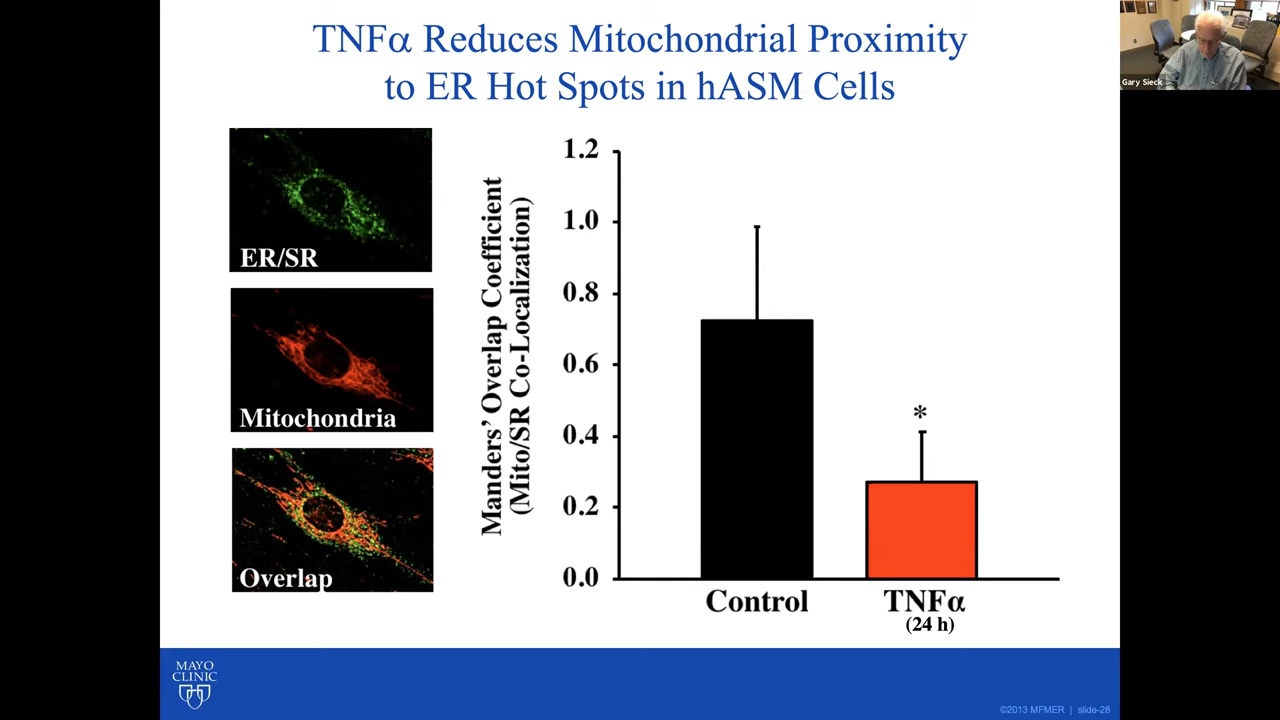 TNFα Reduces Mitochondrial Proximity
to ER Hot Spots in hASM Cells
Gary Sieck
ER/SR
Mitochondria
Overlap
Manders' Overlap Coefficient
(Mito/SR Co-Localization)
1.2
1.0
0.8
0.6
0.4
0.2
0.0
*
Control
TNFα
(24 h)
MAYO
CLINIC
©2013 MFMER | slide-28